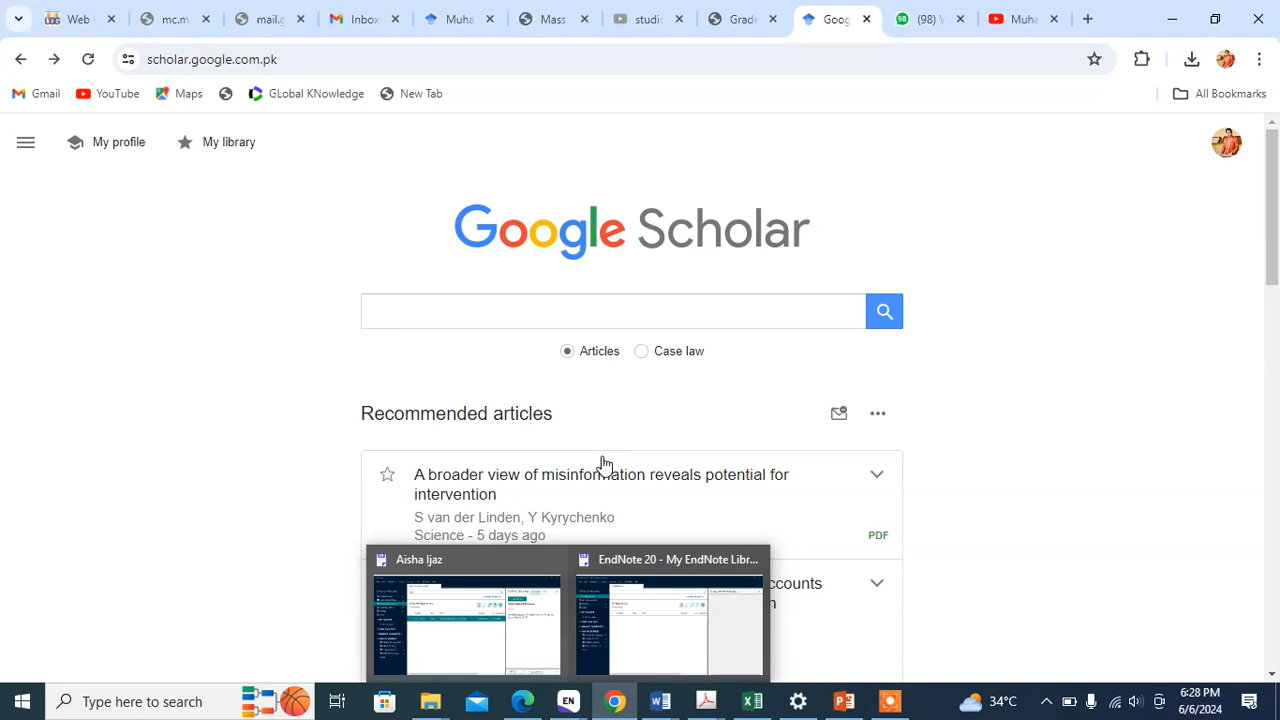 Web
mc.m
mail.g
Inbox
Muha
Mass
studio
Grade
Goog
(98)
Muha
scholar.google.com.pk
Gmail
YouTube
Maps
GLobal KNowledge
New Tab
All Bookmarks
My profile
My library
Google Scholar
Articles
Case law
Recommended articles
A broader view of misinformation reveals potential for
intervention
S van der Linden, Y Kyrychenko
Science - 5 days ago
PDF
Aisha Ijaz
EndNote 20 - My EndNote Libr...
ccounts
Type here to
EN
34°C
6:28 PM
6/6/2024